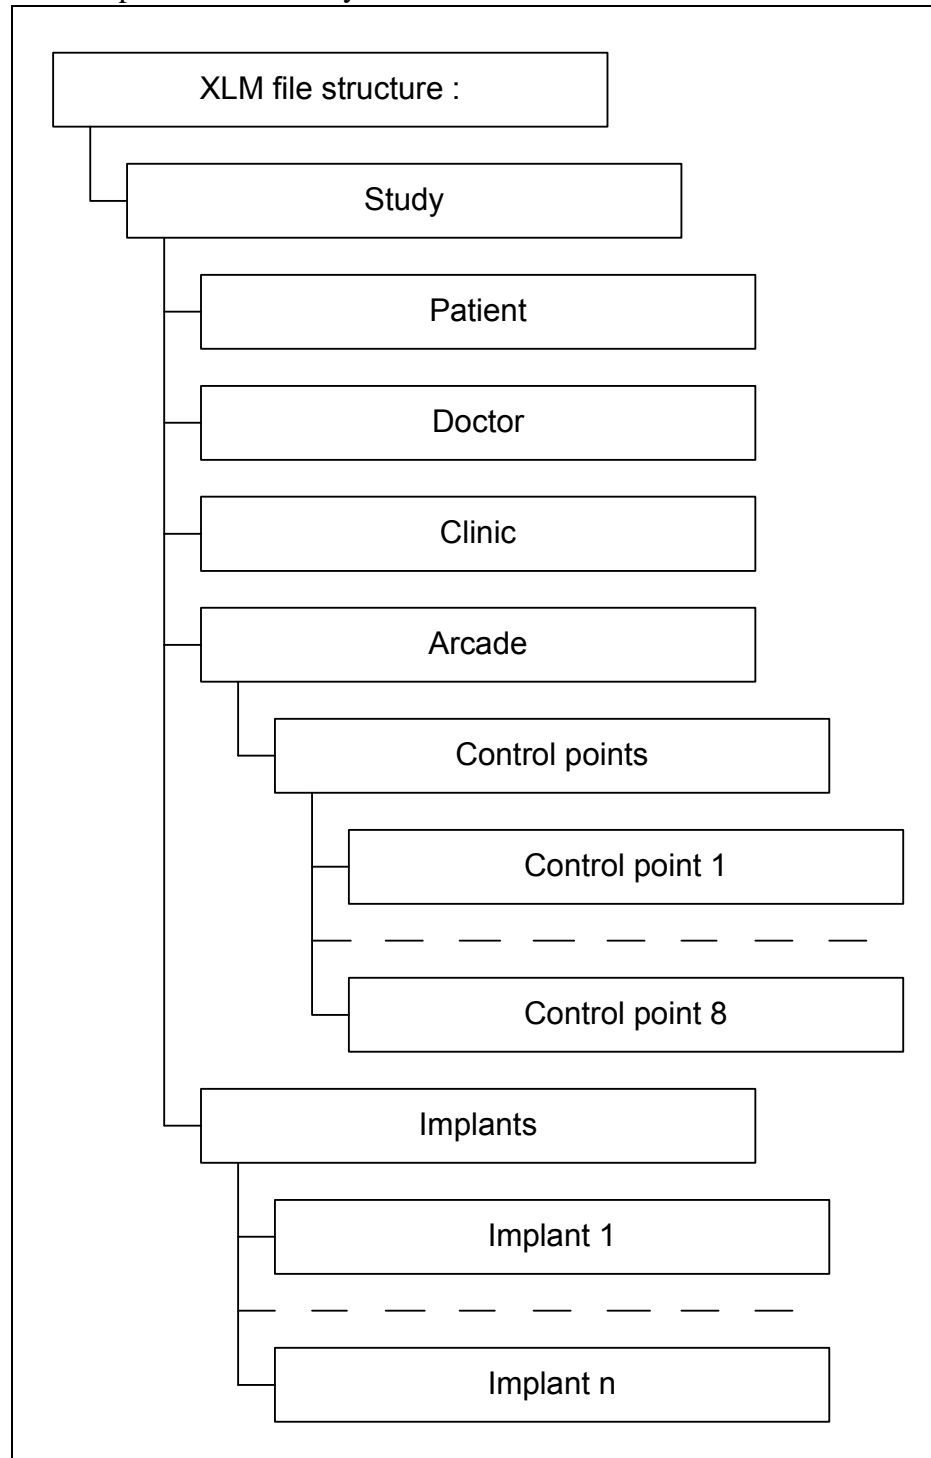 XLM file structure :
Study
Patient
Doctor
Clinic
Arcade
Control points
Control point 1
Control point 8
Implants
Implant 1
Implant n